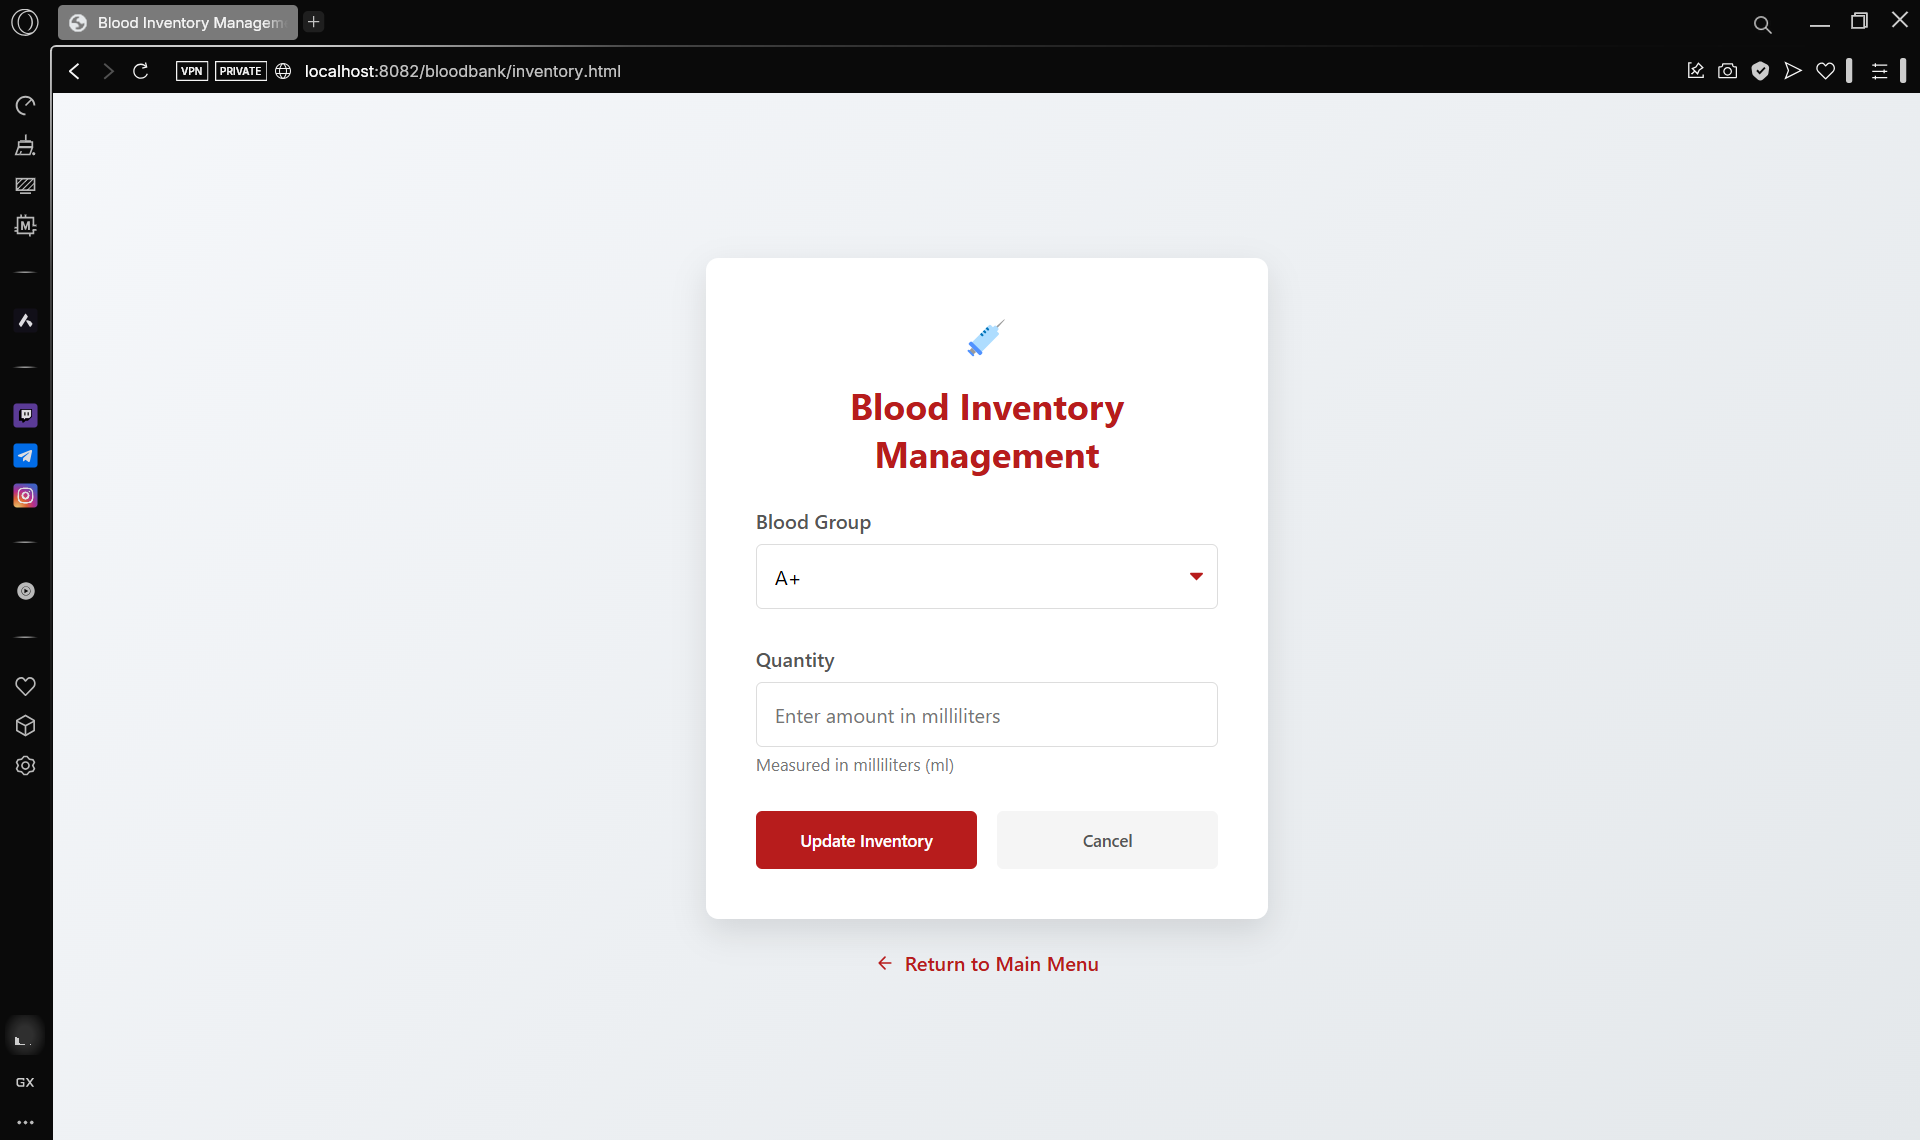 Blood Inventory Managem
VPN
PRIVATE
localhost:8082/bloodbank/inventory.html
M
Blood Inventory
Management
Blood Group
A+
Quantity
Enter amount in milliliters
Measured in milliliters (ml)
Update Inventory
Cancel
← Return to Main Menu
GX